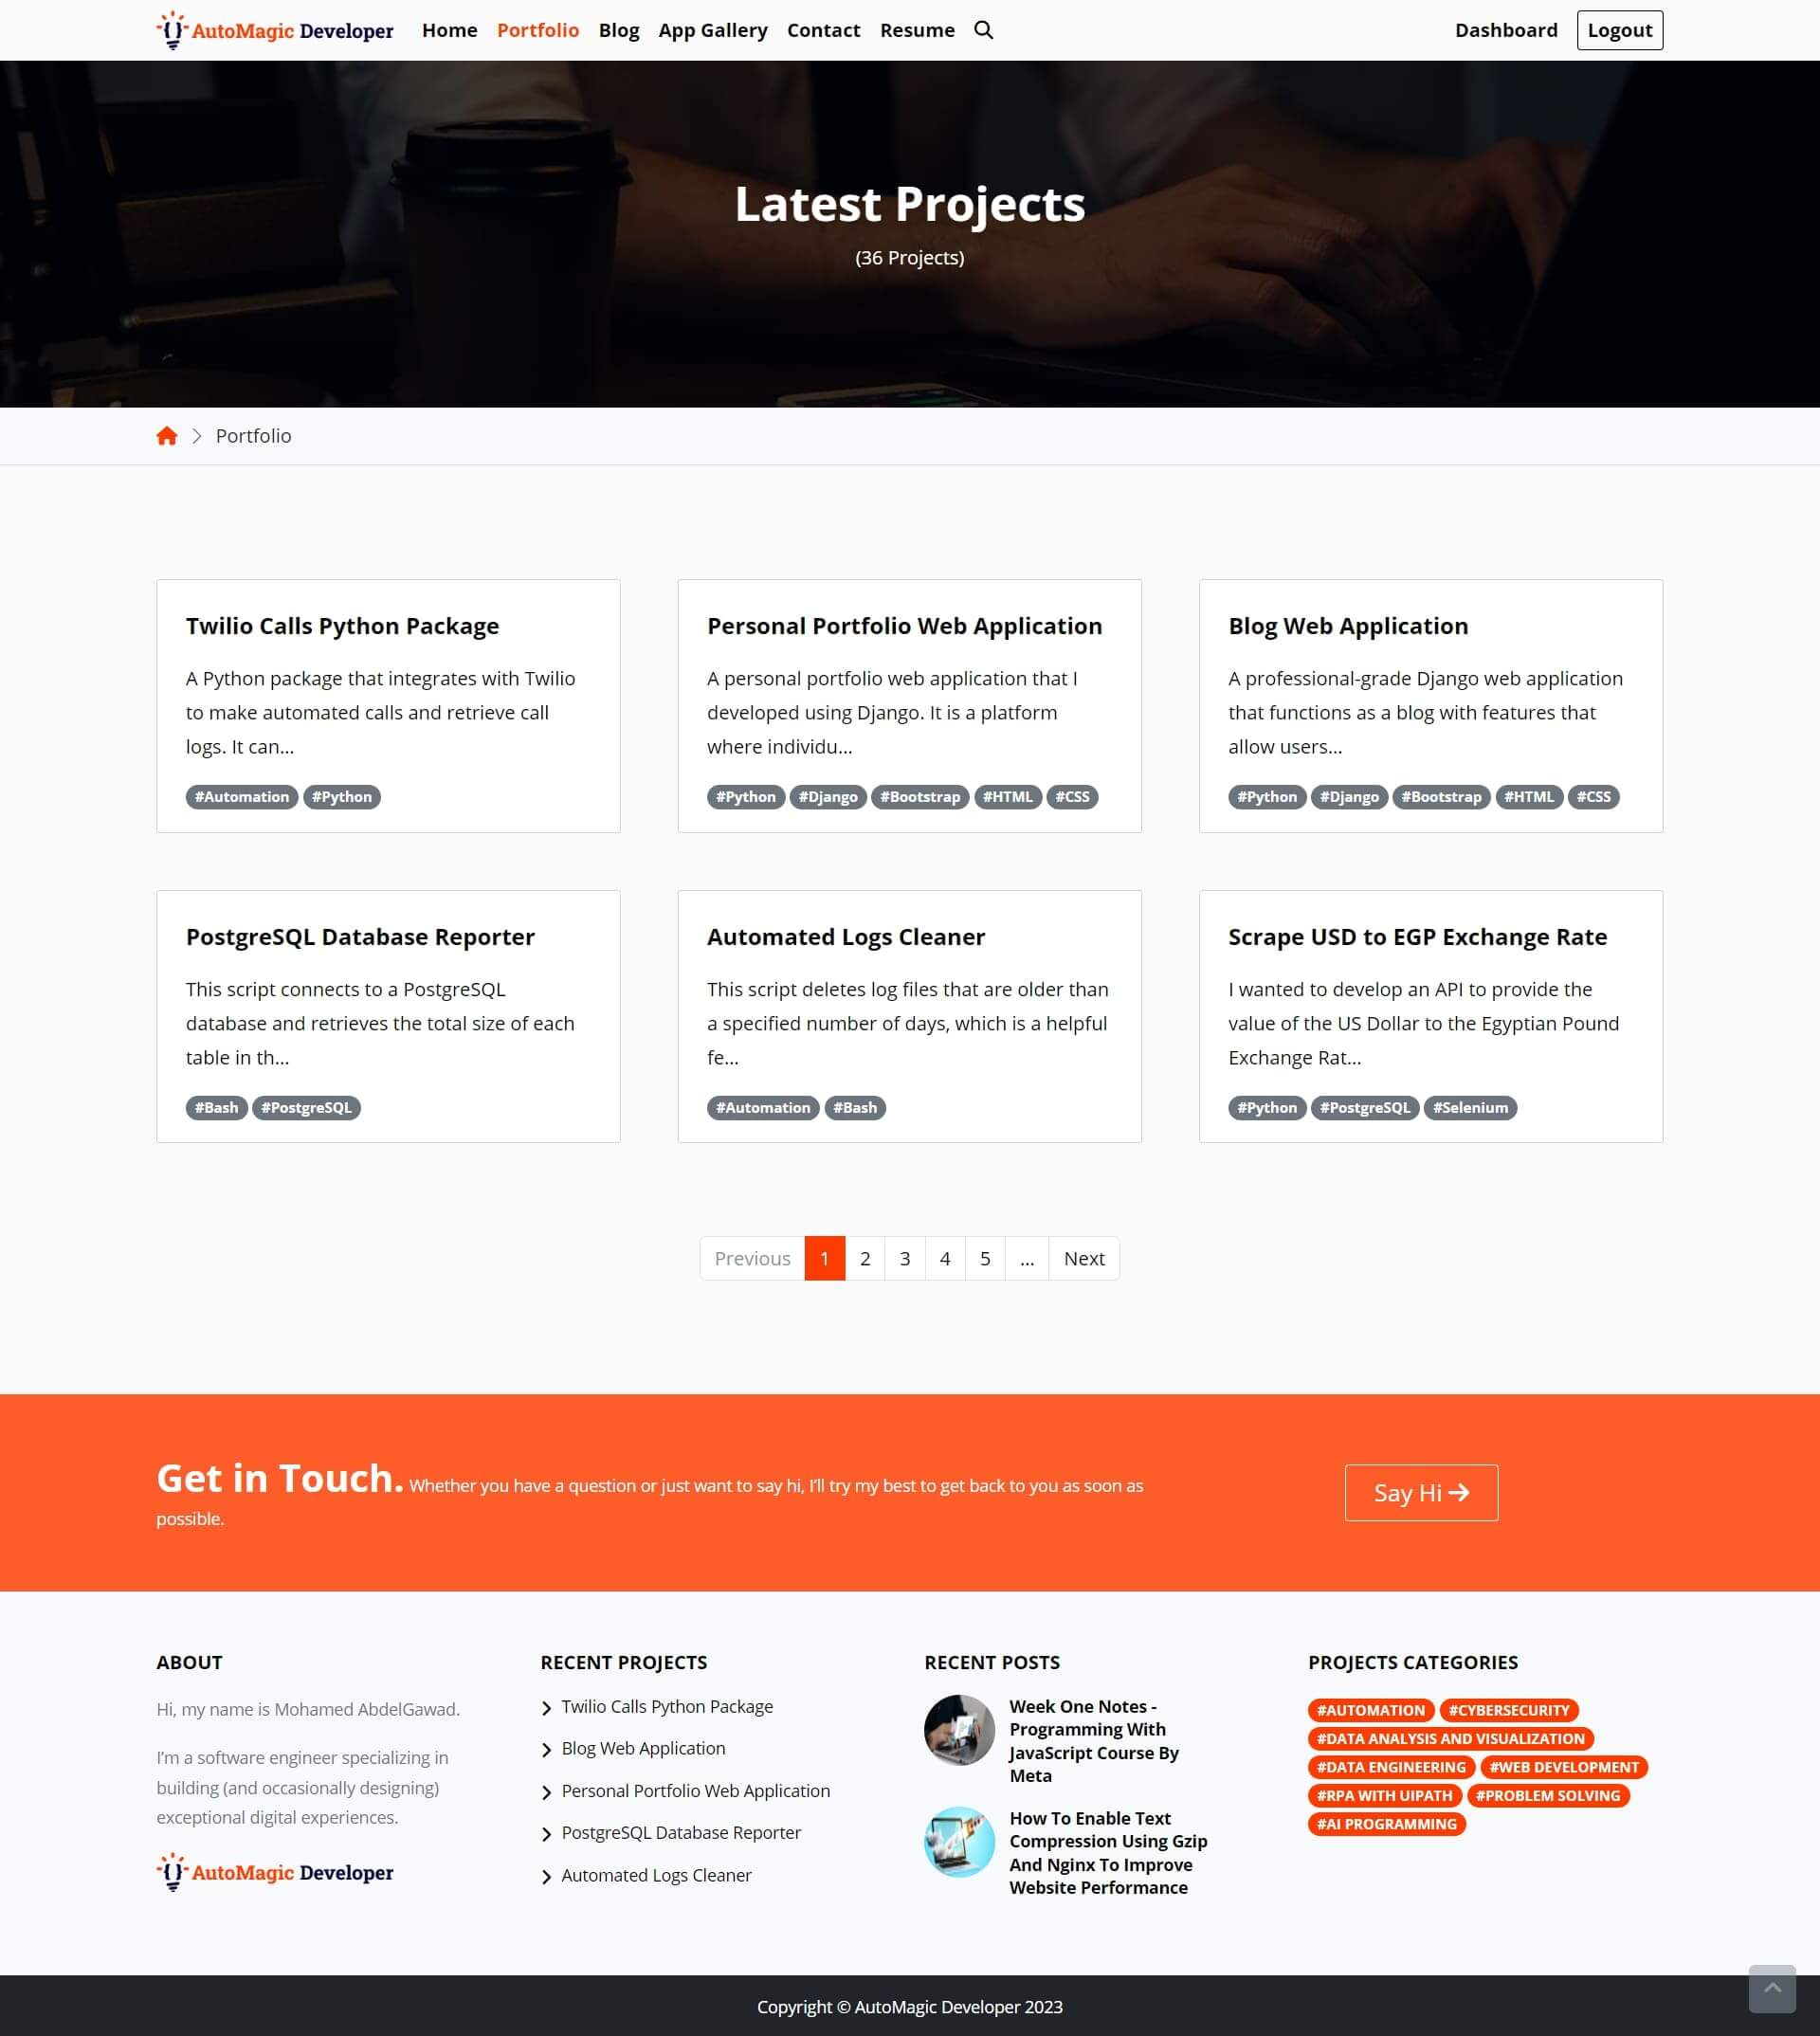 AutoMagic Developer Home Portfolio Blog App Gallery Contact Resume Dashboard Logout
Latest Projects
(36 Projects)
Portfolio
Twilio Calls Python Package
A Python package that integrates with Twilio
to make automated calls and retrieve call
logs. It can...
#Automation #Python
Personal Portfolio Web Application
A personal portfolio web application that I
developed using Django. It is a platform
where individu...
#Python #Django #Bootstrap #HTML #CSS
Blog Web Application
A professional-grade Django web application
that functions as a blog with features that
allow users...
#Python #Django #Bootstrap #HTML #CSS
PostgreSQL Database Reporter
This script connects to a PostgreSQL
database and retrieves the total size of each
table in th...
#Bash #PostgreSQL
Automated Logs Cleaner
This script deletes log files that are older than
a specified number of days, which is a helpful
fe...
#Automation #Bash
Scrape USD to EGP Exchange Rate
I wanted to develop an API to provide the
value of the US Dollar to the Egyptian Pound
Exchange Rat...
#Python #PostgreSQL #Selenium
Previous 1 2 3 4 5 ... Next
Get in Touch. Whether you have a question or just want to say hi, I'll try my best to get back to you as soon as
possible.
Say Hi
ABOUT
Hi, my name is Mohamed AbdelGawad.
I'm a software engineer specializing in
building (and occasionally designing)
exceptional digital experiences.
AutoMagic Developer
RECENT PROJECTS
Twilio Calls Python Package
Blog Web Application
Personal Portfolio Web Application
PostgreSQL Database Reporter
Automated Logs Cleaner
RECENT POSTS
Week One Notes -
Programming With
JavaScript Course By
Meta
How To Enable Text
Compression Using Gzip
And Nginx To Improve
Website Performance
PROJECTS CATEGORIES
#AUTOMATION #CYBERSECURITY
#DATA ANALYSIS AND VISUALIZATION
#DATA ENGINEERING #WEB DEVELOPMENT
#RPA WITH UIPATH #PROBLEM SOLVING
#AI PROGRAMMING
Copyright © AutoMagic Developer 2023